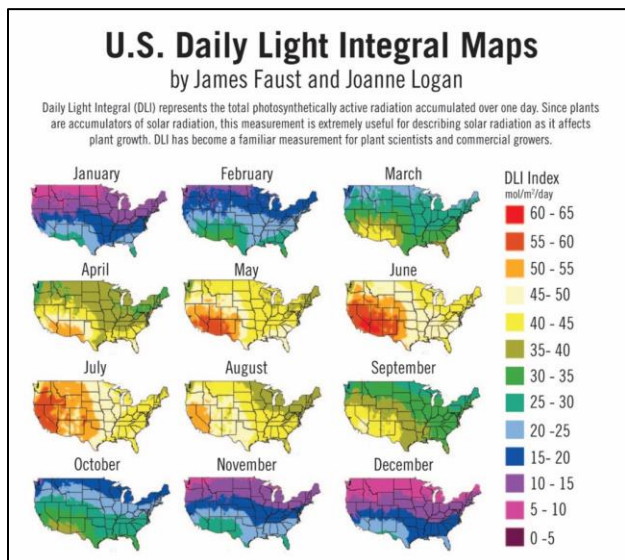 U.S. Daily Light Integral Maps
by James Faust and Joanne Logan
Daily Light Integral (DLI) represents the total photosynthetically active radiation accumulated over one day. Since plants
are accumulators of solar radiation, this measurement is extremely useful for describing solar radiation as it affects
plant growth. DLI has become a familiar measurement for plant scientists and commercial growers.
January
February
March
April
May
June
July
August
September
October
November
December
DLI Index
mol/m²/day
60 - 65
55 - 60
50 - 55
45- 50
40 - 45
35- 40
30 - 35
25 - 30
20 -25
15- 20
10 - 15
5 - 10
0 -5